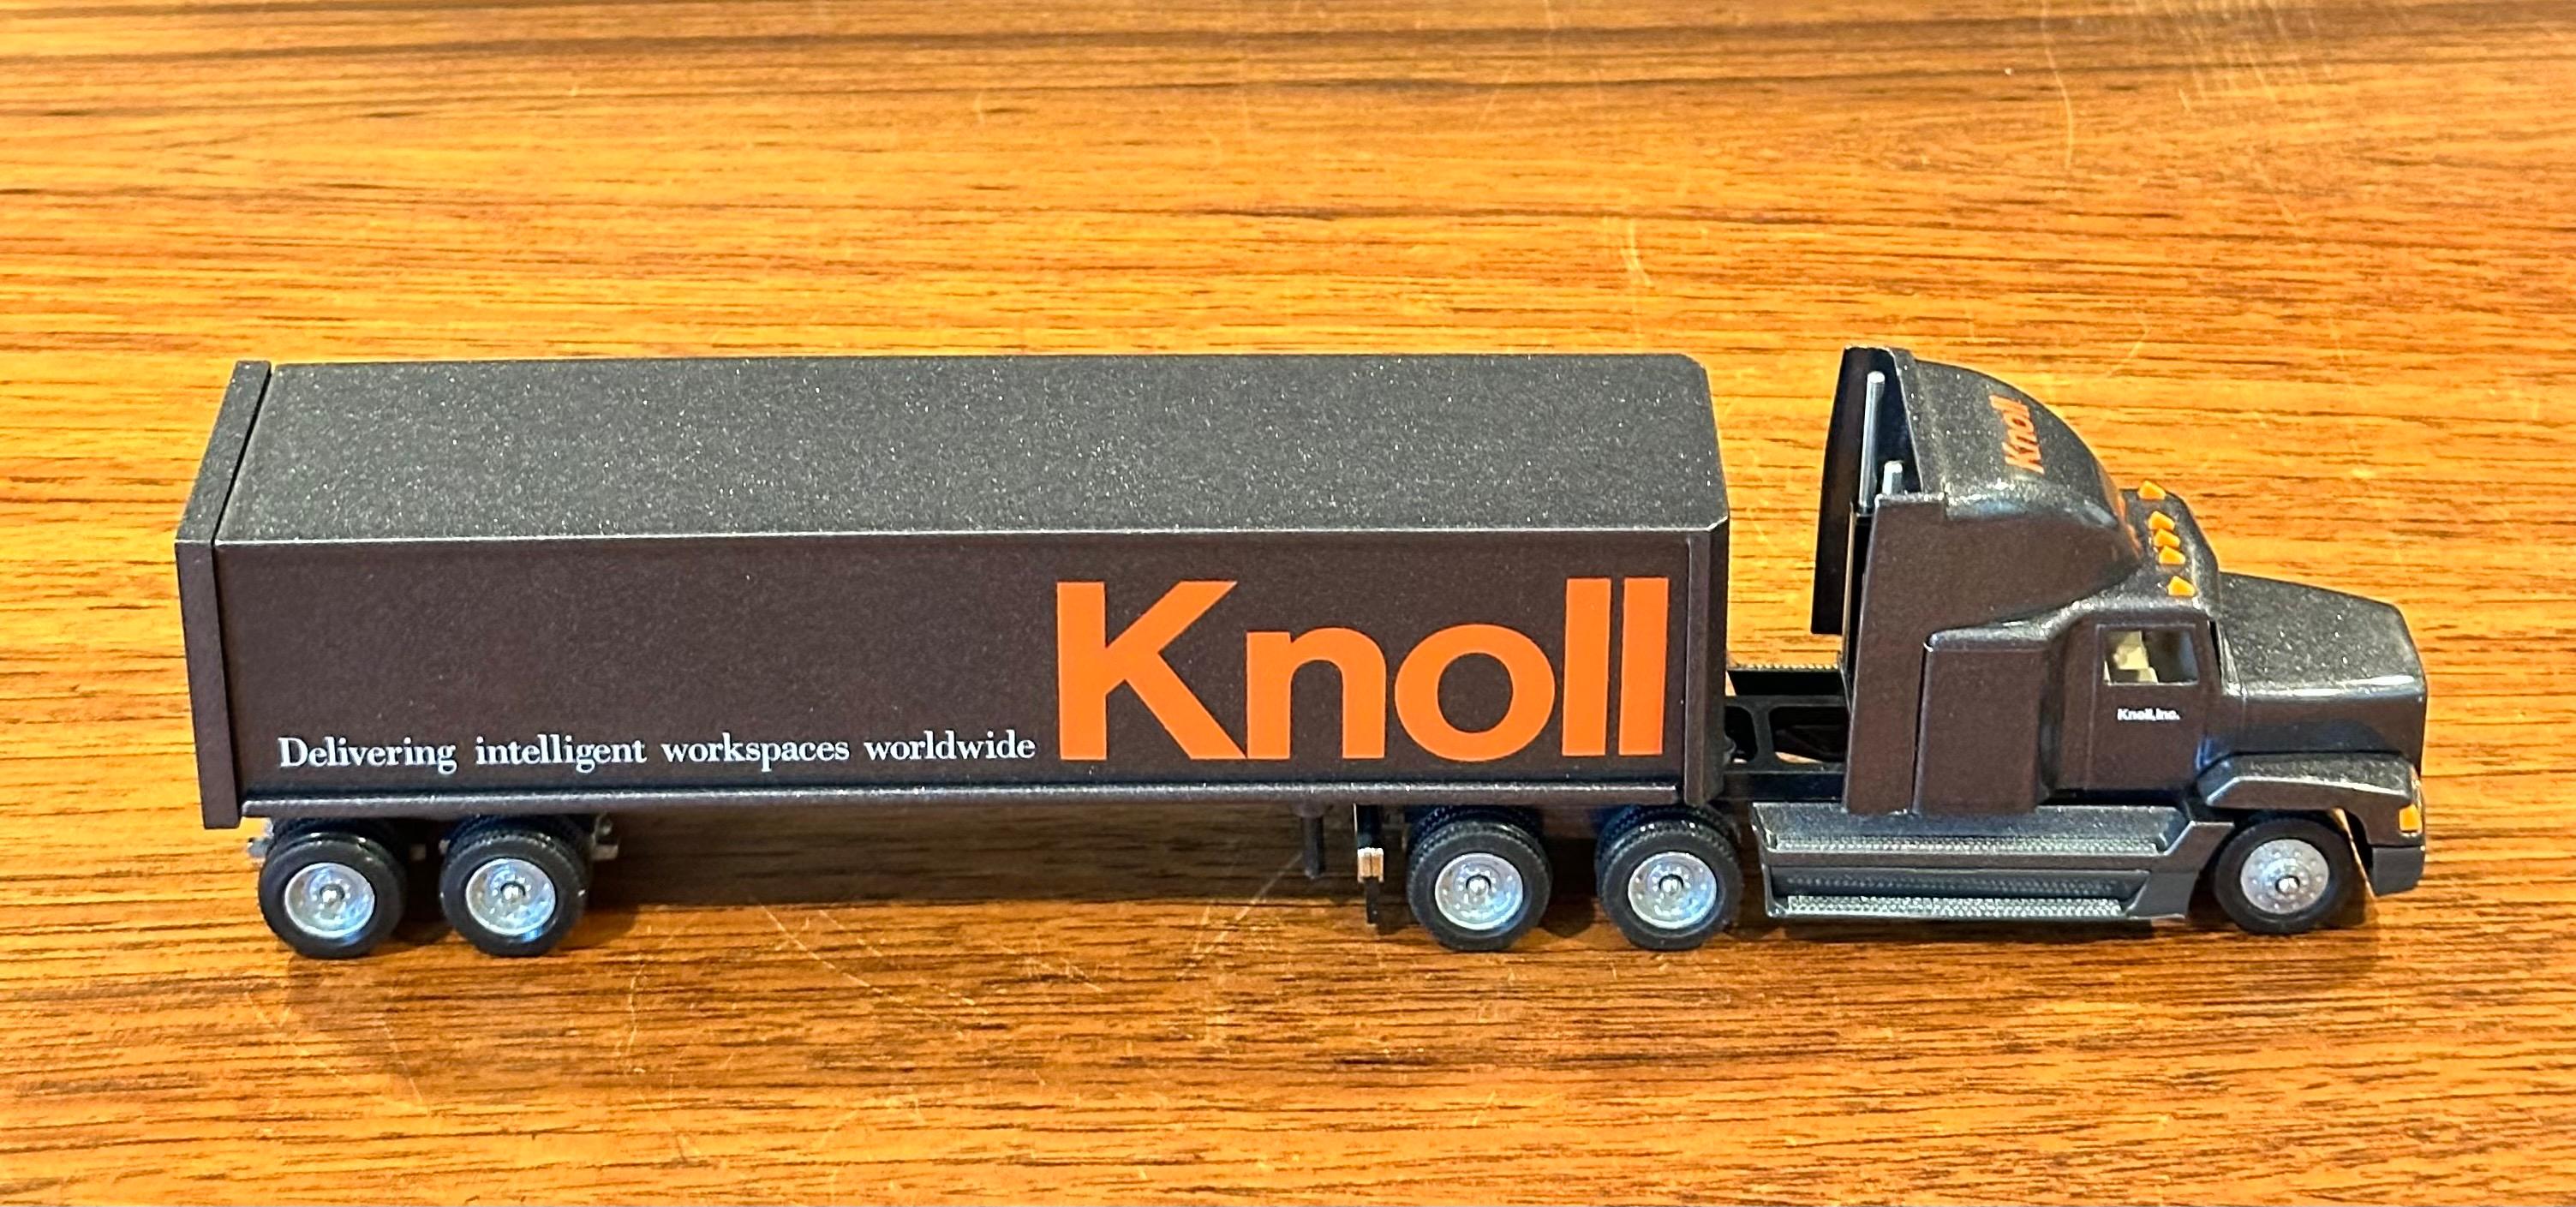 Knoll
Delivering intelligent workspaces worldwide
Knoll
Knoll,Inc.